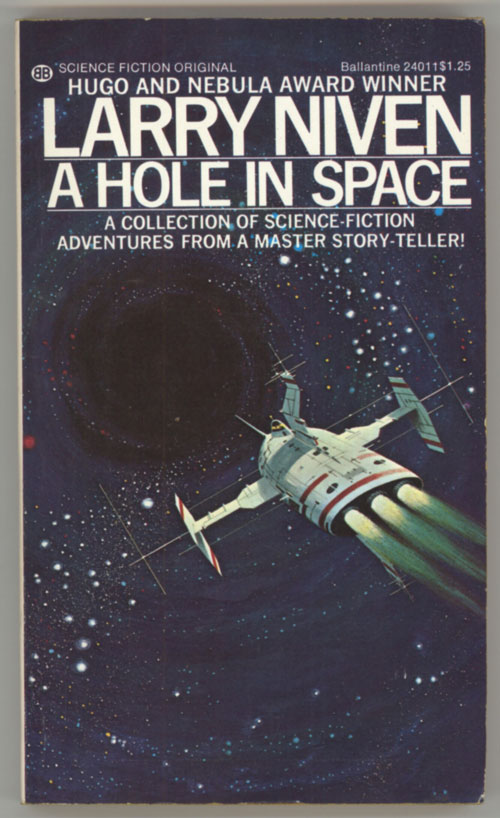 BB SCIENCE FICTION ORIGINAL
Ballantine 24011$1.25
HUGO AND NEBULA AWARD WINNER
LARRY NIVEN
A HOLE IN SPACE
A COLLECTION OF SCIENCE-FICTION
ADVENTURES FROM A MASTER STORY-TELLER!